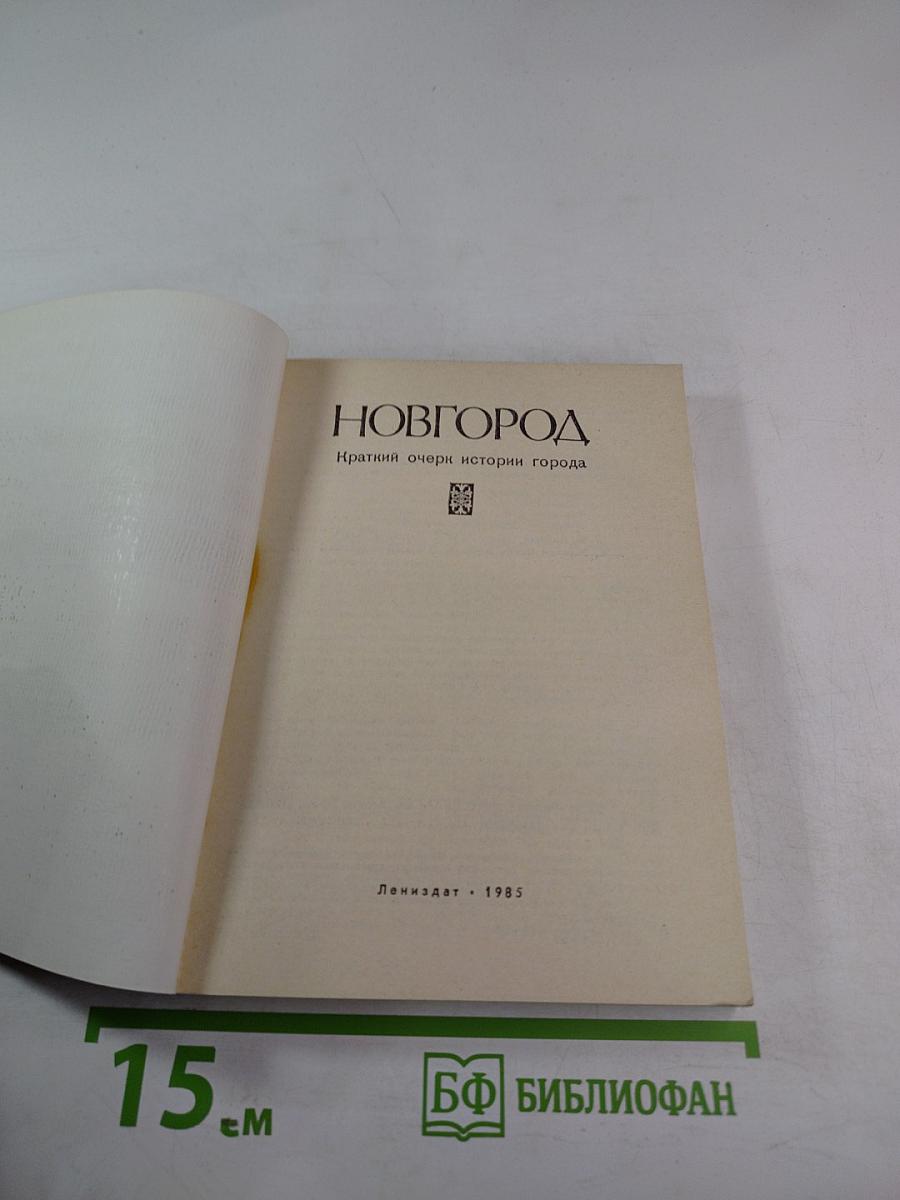 НОВГОРОД
Краткий очерк истории города
Лениздат • 1985
15 см
БФ БИБЛИОФАН